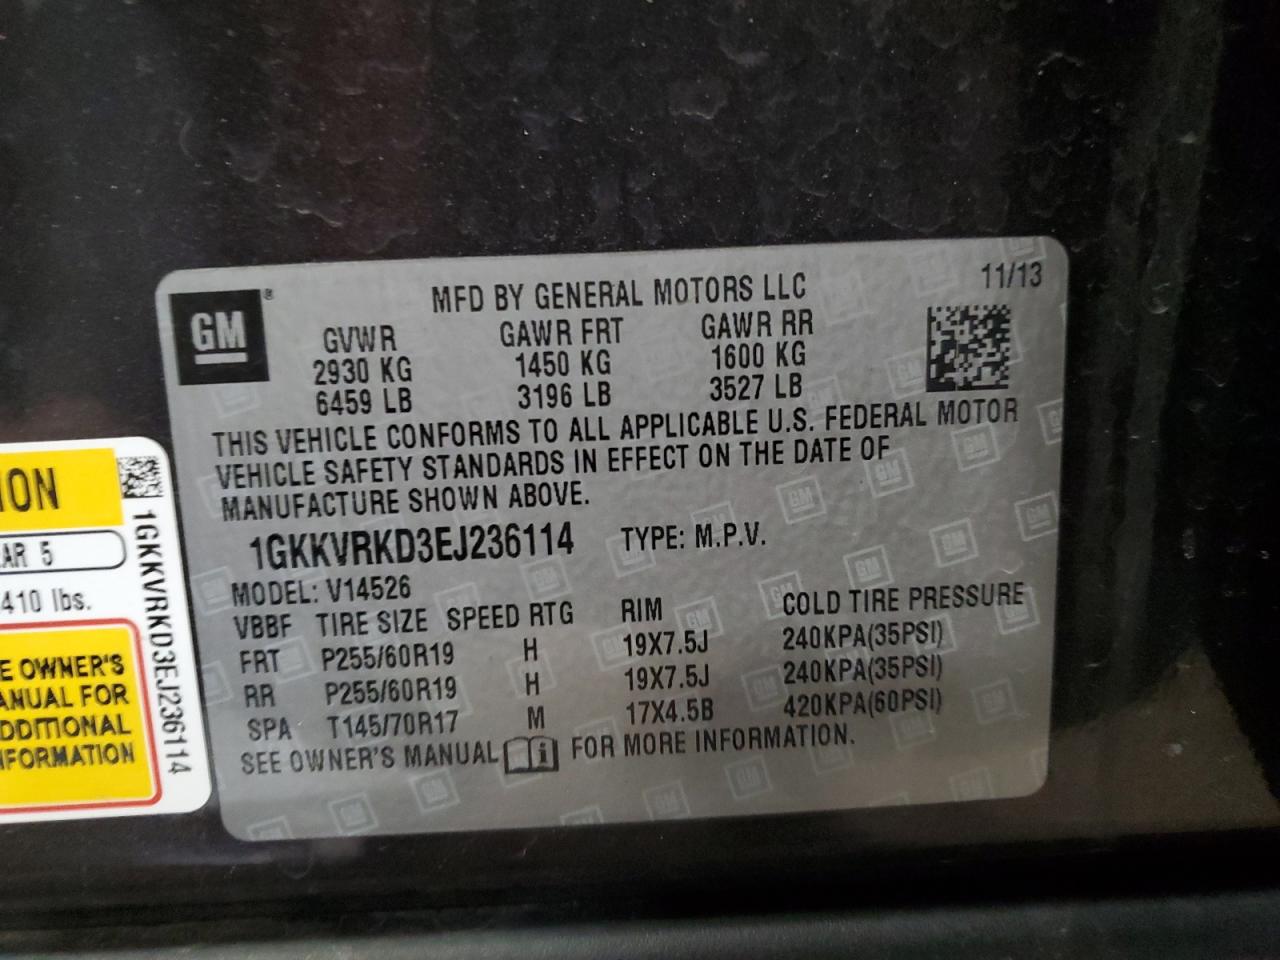 GM ®
MFD BY GENERAL MOTORS LLC
11/13
GVWR GAWR FRT GAWR RR
2930 KG 1450 KG 1600 KG
6459 LB 3196 LB 3527 LB
THIS VEHICLE CONFORMS TO ALL APPLICABLE U.S. FEDERAL MOTOR
VEHICLE SAFETY STANDARDS IN EFFECT ON THE DATE OF
MANUFACTURE SHOWN ABOVE.
1GKKVRKD3EJ236114 TYPE: M.P.V.
MODEL: V14526
VBBF TIRE SIZE SPEED RTG RIM COLD TIRE PRESSURE
FRT P255/60R19 H 19X7.5J 240KPA(35PSI)
RR P255/60R19 H 19X7.5J 240KPA(35PSI)
SPA T145/70R17 M 17X4.5B 420KPA(60PSI)
SEE OWNER'S MANUAL i FOR MORE INFORMATION.
ION
AR 5
410 lbs.
E OWNER'S
ANUAL FOR
DDITIONAL
NFORMATION
1GKKVRKD3EJ236114